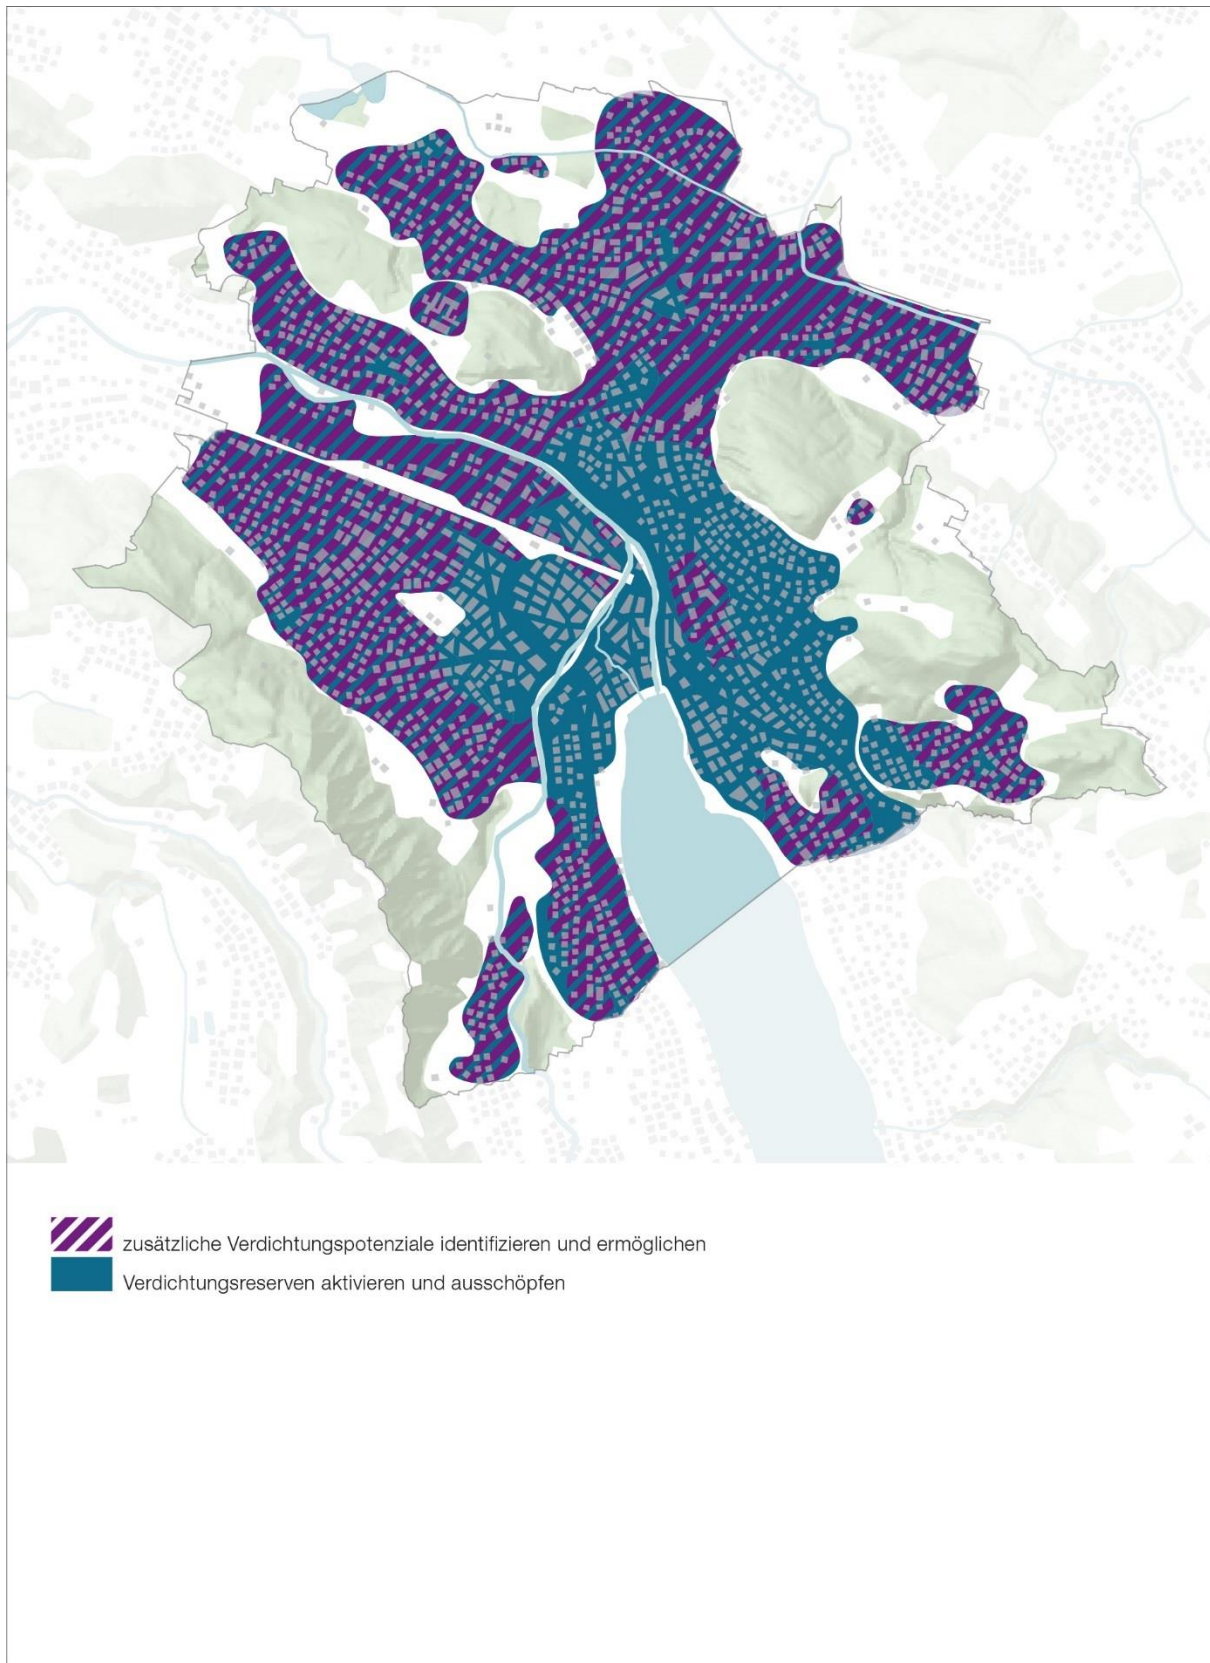 zusätzliche Verdichtungspotenziale identifizieren und ermöglichen
Verdichtungsreserven aktivieren und ausschöpfen